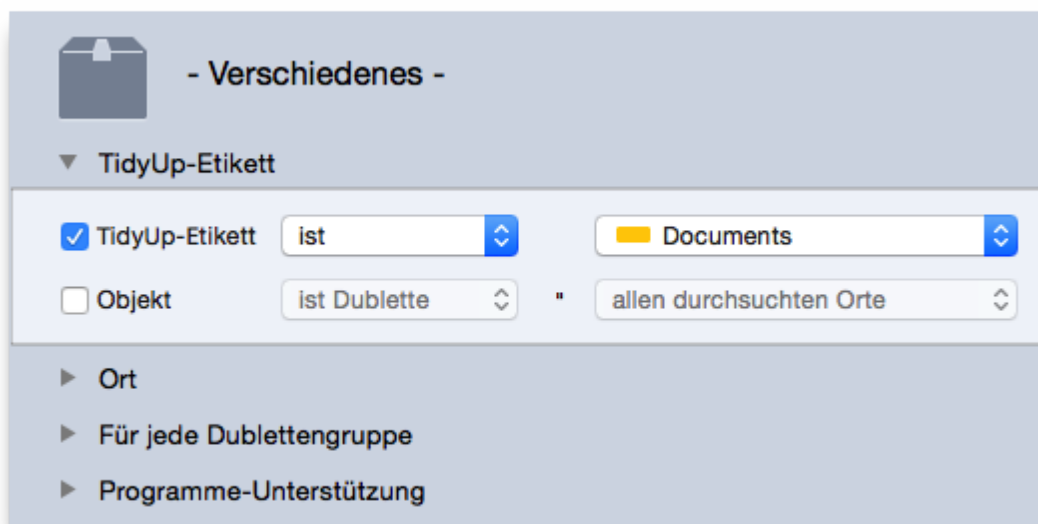 - Verschiedenes -
TidyUp-Etikett
TidyUp-Etikett ist Documents
Objekt ist Dublette " allen durchsuchten Orte
Ort
Für jede Dublettengruppe
Programme-Unterstützung